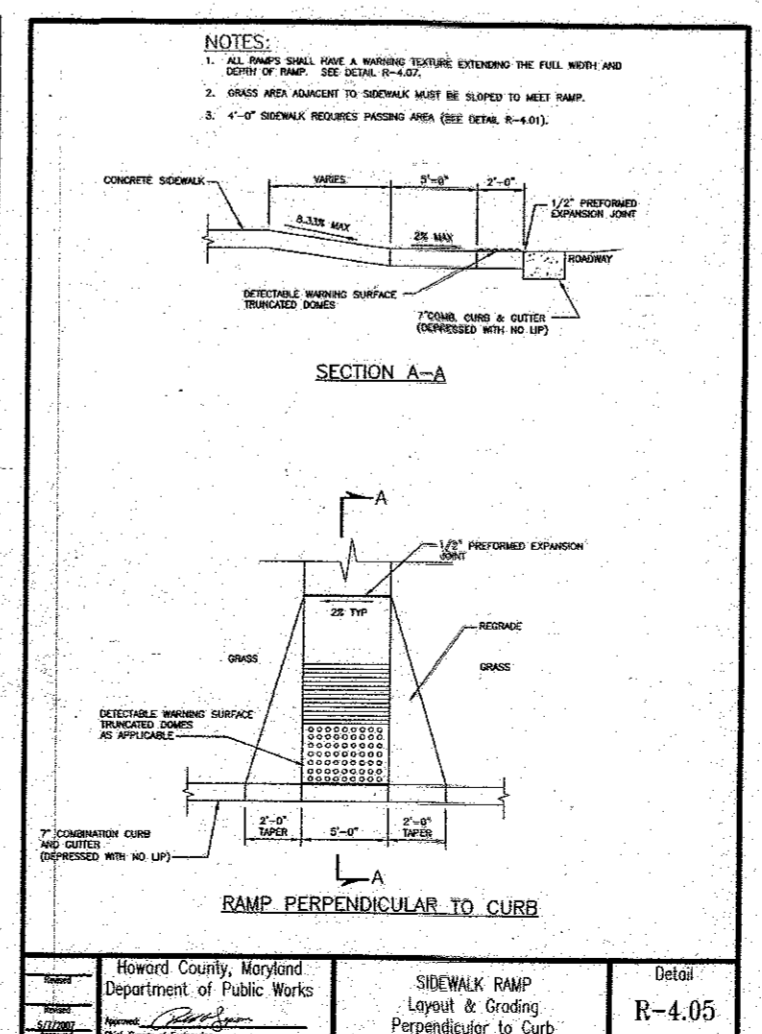 NOTES:
1. ALL RAMPS SHALL HAVE A WARNING TEXTURE EXTENDING THE FULL WIDTH AND
DEPTH OF RAMP. SEE DETAIL R-4.07.
2. GRASS AREA ADJACENT TO SIDEWALK MUST BE SLOPED TO MEET RAMP.
3. 4'-0" SIDEWALK REQUIRES PASSING AREA (SEE DETAIL R-4.01).
CONCRETE SIDEWALK
VARIES
5'-0"
2'-0"
1/2" PREFORMED
EXPANSION JOINT
8.33% MAX
2% MAX
ROADWAY
DETECTABLE WARNING SURFACE
TRUNCATED DOMES
7" COMB. CURB & GUTTER
(DEPRESSED WITH NO LIP)
SECTION A-A
A
1/2" PREFORMED EXPANSION
JOINT
2% TYP
REGRADE
GRASS
GRASS
DETECTABLE WARNING SURFACE
TRUNCATED DOMES
AS APPLICABLE
2'-0"
TAPER
5'-0"
2'-0"
TAPER
7" COMBINATION CURB
AND GUTTER
(DEPRESSED WITH NO LIP)
A
RAMP PERPENDICULAR TO CURB
Revised
Revised
5/7/2007
Howard County, Maryland
Department of Public Works
Approved:
SIDEWALK RAMP
Layout & Grading
Perpendicular to Curb
Detail
R-4.05